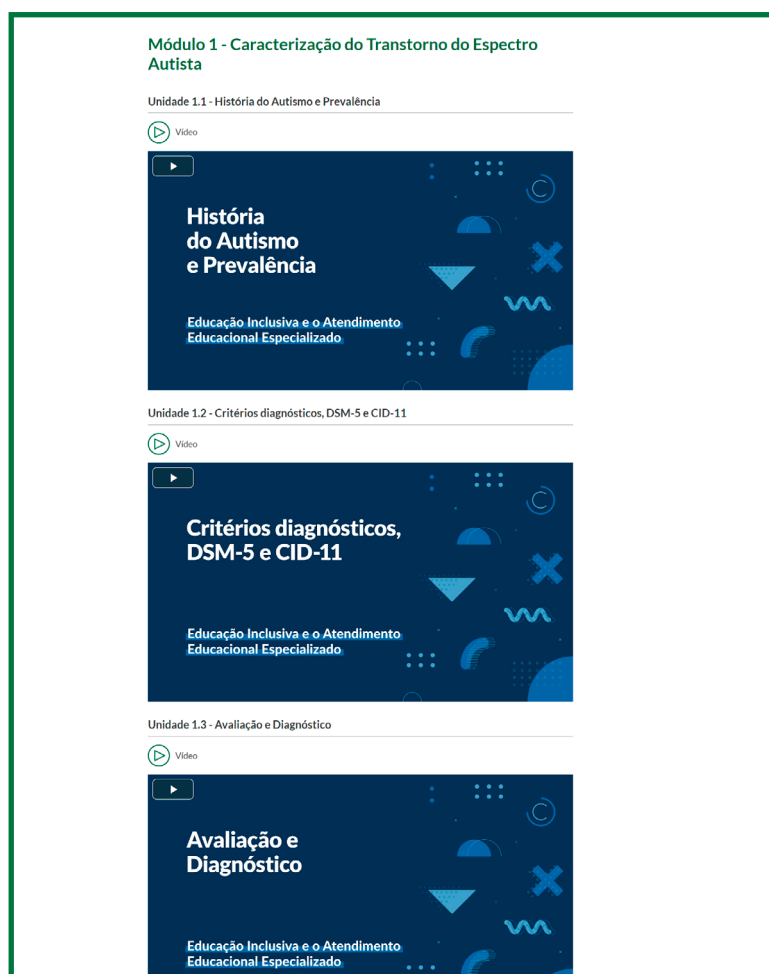 Módulo 1 - Caracterização do Transtorno do Espectro
Autista
Unidade 1.1 - História do Autismo e Prevalência
Vídeo
História
do Autismo
e Prevalência
Educação Inclusiva e o Atendimento
Educacional Especializado
Unidade 1.2 - Critérios diagnósticos, DSM-5 e CID-11
Vídeo
Critérios diagnósticos,
DSM-5 e CID-11
Educação Inclusiva e o Atendimento
Educacional Especializado
Unidade 1.3 - Avaliação e Diagnóstico
Vídeo
Avaliação e
Diagnóstico
Educação Inclusiva e o Atendimento
Educacional Especializado